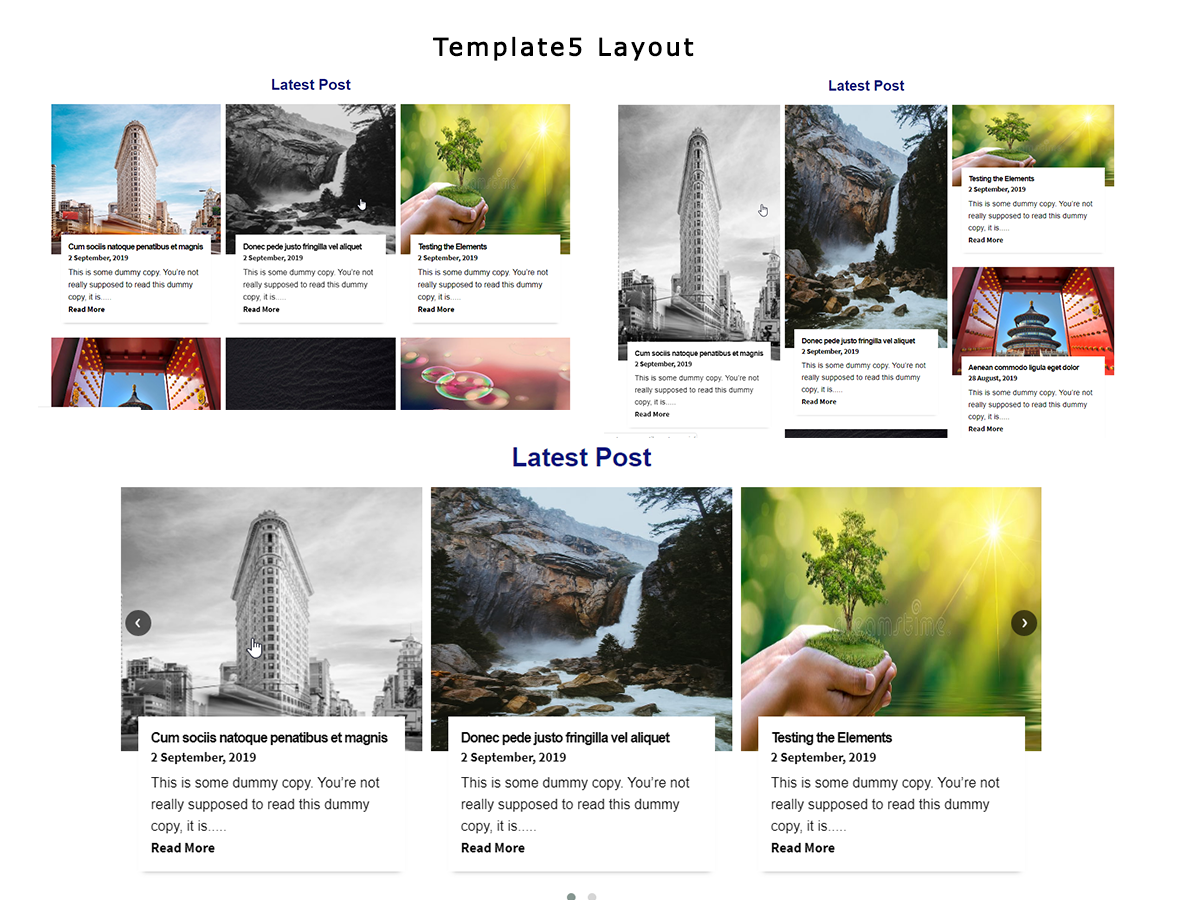 Template5 Layout
Latest Post
Cum sociis natoque penatibus et magnis
2 September, 2019
This is some dummy copy. You're not
really supposed to read this dummy
copy, it is.....
Read More
Donec pede justo fringilla vel aliquet
2 September, 2019
This is some dummy copy. You're not
really supposed to read this dummy
copy, it is.....
Read More
Testing the Elements
2 September, 2019
This is some dummy copy. You're not
really supposed to read this dummy
copy, it is.....
Read More
Latest Post
Cum sociis natoque penatibus et magnis
2 September, 2019
This is some dummy copy. You're not
really supposed to read this dummy
copy, it is.....
Read More
Donec pede justo fringilla vel aliquet
2 September, 2019
This is some dummy copy. You're not
really supposed to read this dummy
copy, it is.....
Read More
Testing the Elements
2 September, 2019
This is some dummy copy. You're not
really supposed to read this dummy
copy, it is.....
Read More
Aenean commodo ligula eget dolor
28 August, 2019
This is some dummy copy. You're not
really supposed to read this dummy
copy, it is.....
Read More
Latest Post
Cum sociis natoque penatibus et magnis
2 September, 2019
This is some dummy copy. You're not
really supposed to read this dummy
copy, it is.....
Read More
Donec pede justo fringilla vel aliquet
2 September, 2019
This is some dummy copy. You're not
really supposed to read this dummy
copy, it is.....
Read More
Testing the Elements
2 September, 2019
This is some dummy copy. You're not
really supposed to read this dummy
copy, it is.....
Read More